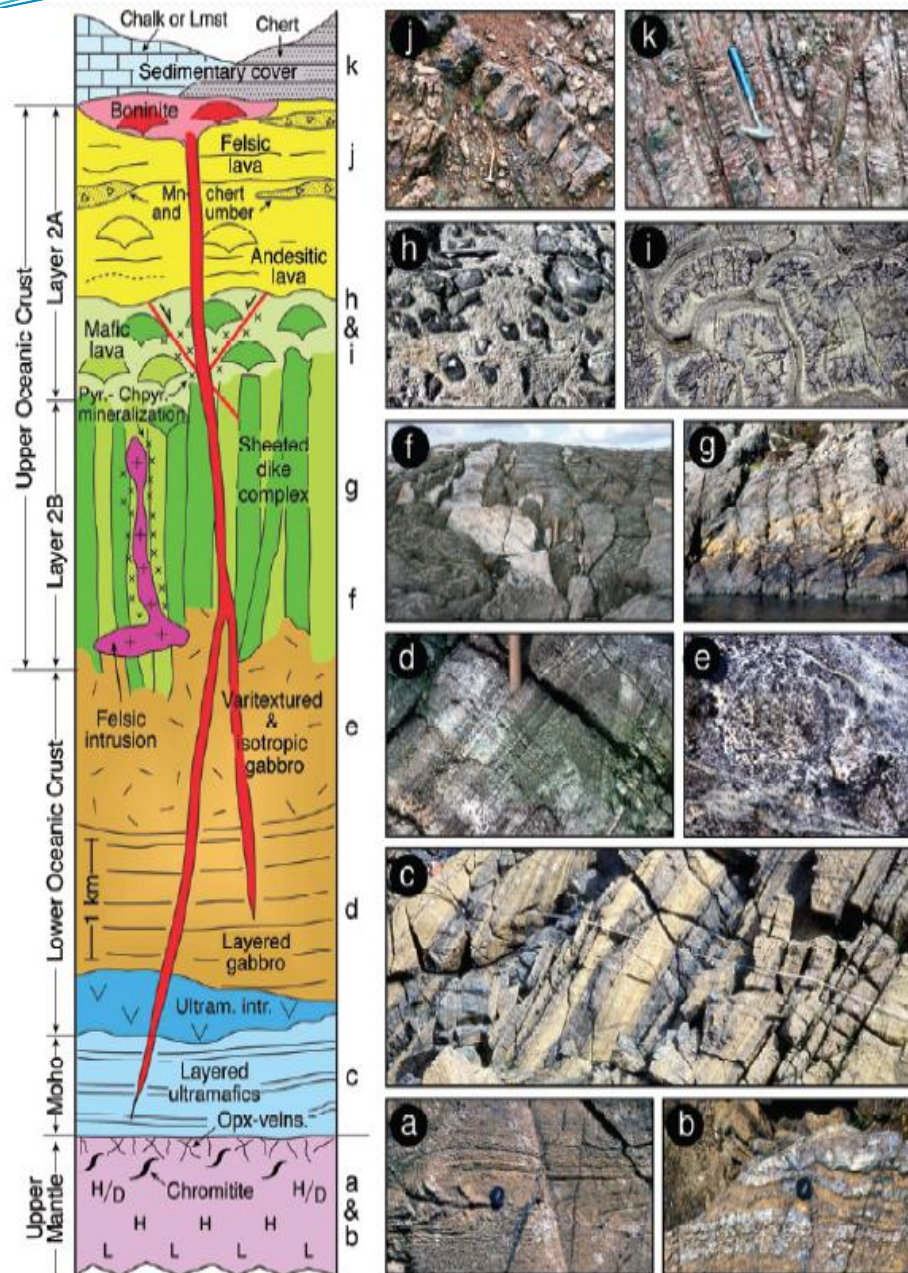 Chalk or Lmst
Chert
Sedimentary cover
k
Boninite
Felsic
lava
j
Mn- chert
and umber
Andesitic
lava
h
&
i
Mafic
lava
Pyr.- Chpyr.
mineralization
Sheeted
dike
complex
g
f
Felsic
intrusion
Varitextured
&
isotropic
gabbro
e
1 km
d
Layered
gabbro
Ultram. intr.
Layered
ultramafics
c
Opx-veins.
Chromitite
H/D
H/D
H H H
L L L
a
&
b
Upper Oceanic Crust
Layer 2A
Layer 2B
Lower Oceanic Crust
Moho
Upper
Mantle
j
k
h
i
f
g
d
e
c
a
b